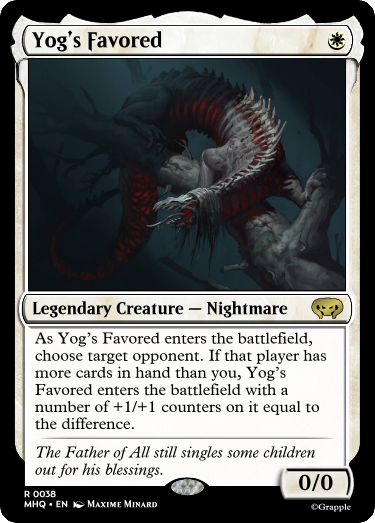 Yog's Favored
Legendary Creature — Nightmare
As Yog's Favored enters the battlefield,
choose target opponent. If that player has
more cards in hand than you, Yog's
Favored enters the battlefield with a
number of +1/+1 counters on it equal to
the difference.
The Father of All still singles some children
out for his blessings.
0/0
R 0038
MHQ • EN Maxime Minard
©Grapple